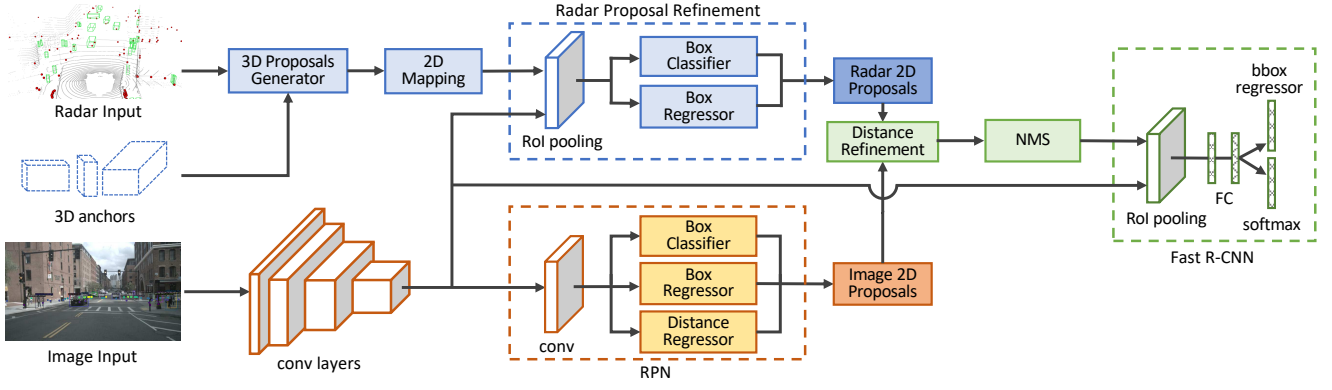 Radar Proposal Refinement
Radar Input
3D Proposals
Generator
2D
Mapping
RoI pooling
Box
Classifier
Box
Regressor
Radar 2D
Proposals
Distance
Refinement
NMS
bbox
regressor
RoI pooling
FC
softmax
Fast R-CNN
3D anchors
Image Input
conv layers
conv
Box
Classifier
Box
Regressor
Distance
Regressor
RPN
Image 2D
Proposals